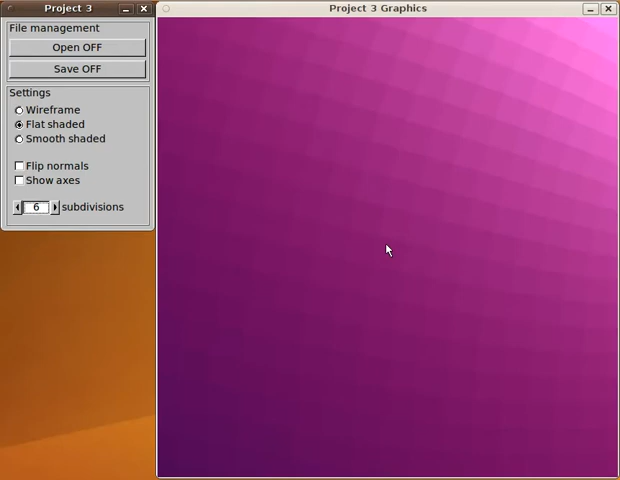 Project 3
Project 3 Graphics
File management
Open OFF
Save OFF
Settings
Wireframe
Flat shaded
Smooth shaded
Flip normals
Show axes
6 subdivisions